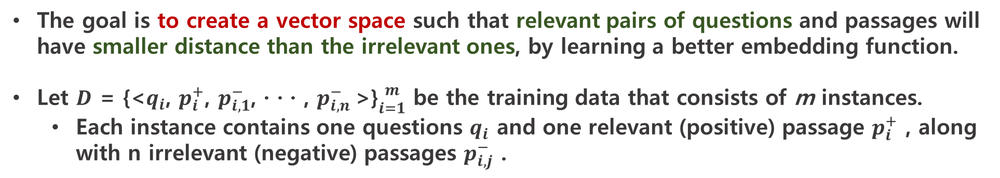 • The goal is to create a vector space such that relevant pairs of questions and passages will
have smaller distance than the irrelevant ones, by learning a better embedding function.
• Let D = {<q_i, p_i^+, p_{i,1}^-, · · · , p_{i,n}^- >}_{i=1}^m be the training data that consists of m instances.
• Each instance contains one questions q_i and one relevant (positive) passage p_i^+ , along
with n irrelevant (negative) passages p_{i,j}^- .